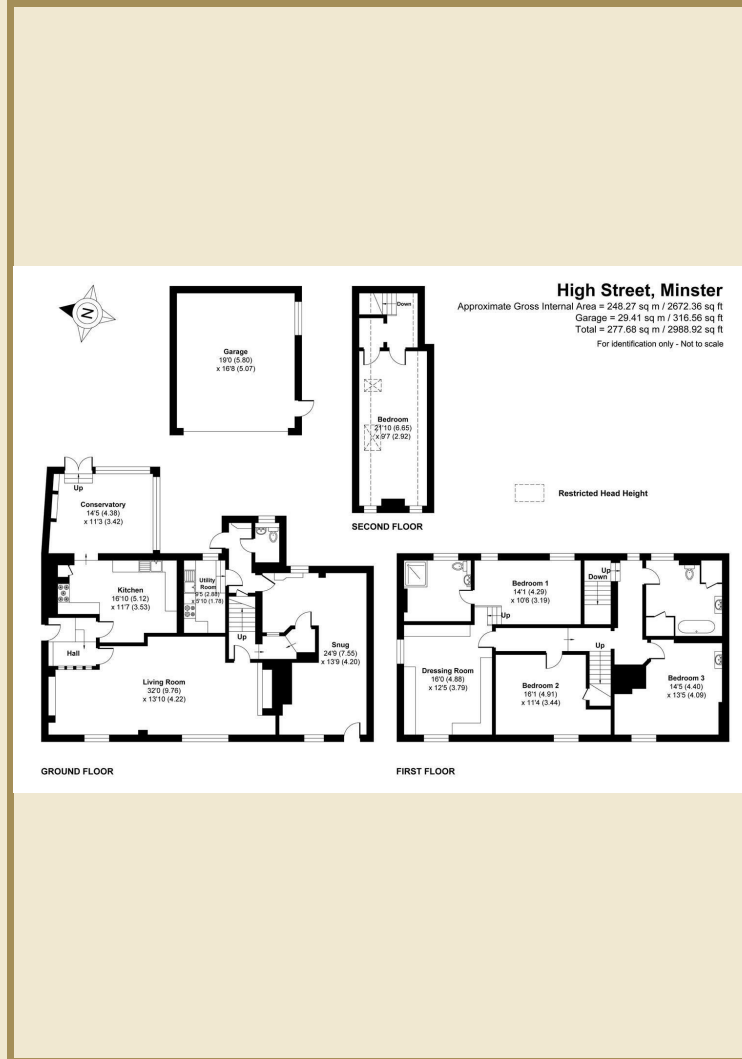 High Street, Minster
Approximate Gross Internal Area = 248.27 sq m / 2672.36 sq ft
Garage = 29.41 sq m / 316.56 sq ft
Total = 277.68 sq m / 2988.92 sq ft
For identification only - Not to scale
N
Garage
19'0 (5.80)
x 16'8 (5.07)
Down
Bedroom
21'10 (6.65)
x 9'7 (2.92)
SECOND FLOOR
Restricted Head Height
Up
Conservatory
14'5 (4.38)
x 11'3 (3.42)
Kitchen
16'10 (5.12)
x 11'7 (3.53)
Utility
Room
9'5 (2.88)
x 5'10 (1.78)
Hall
Up
Snug
24'9 (7.55)
x 13'9 (4.20)
Living Room
32'0 (9.76)
x 13'10 (4.22)
GROUND FLOOR
Bedroom 1
14'1 (4.29)
x 10'6 (3.19)
Up
Down
Up
Up
Dressing Room
16'0 (4.88)
x 12'5 (3.79)
Bedroom 2
16'1 (4.91)
x 11'4 (3.44)
Bedroom 3
14'5 (4.40)
x 13'5 (4.09)
FIRST FLOOR